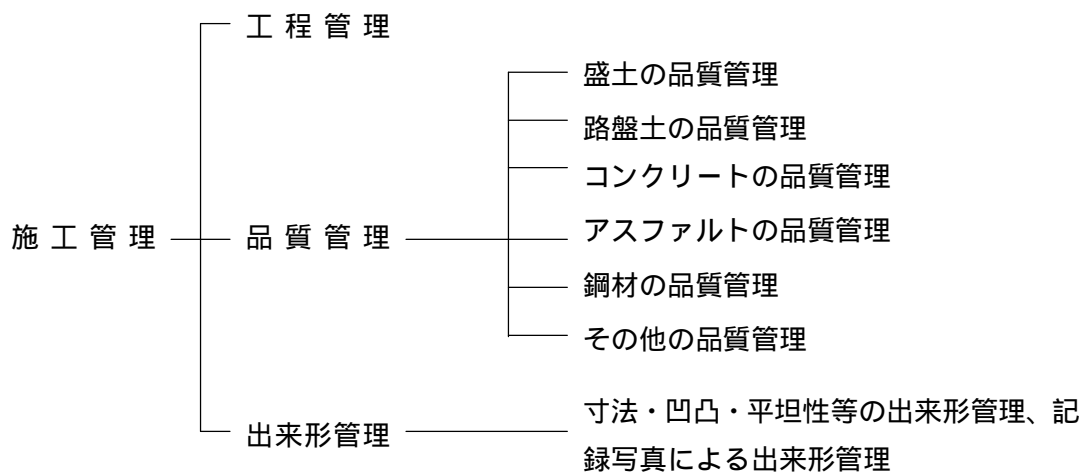 工程管理
盛土の品質管理
路盤土の品質管理
コンクリートの品質管理
施工管理
品質管理
アスファルトの品質管理
鋼材の品質管理
その他の品質管理
出来形管理
寸法・凹凸・平坦性等の出来形管理、記
録写真による出来形管理